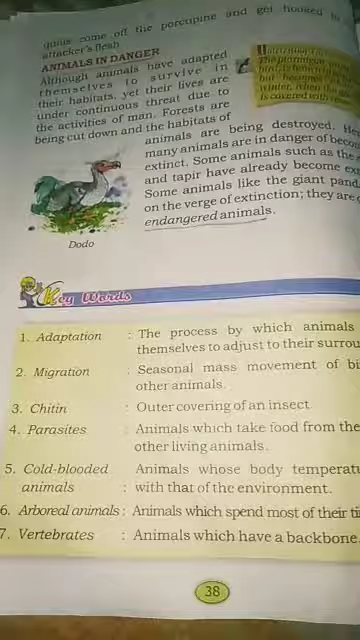 quills come off the porcupine and get hooked
attacker's flesh.
ANIMALS IN DANGER
Although animals have adapted
themselves to survive in
their habitats, yet their lives are
under continuous threat due to
the activities of man. Forests are
being cut down and the habitats of
animals are being destroyed.
many animals are in danger of
extinct. Some animals such as the
and tapir have already become
Some animals like the giant
on the verge of extinction; they are
endangered animals.
Dodo
The
winter, when the
is covered with
Key Words
1. Adaptation : The process by which animals
themselves to adjust to their
2. Migration : Seasonal mass movement of
other animals.
3. Chitin : Outer covering of an insect.
4. Parasites : Animals which take food from the
other living animals.
5. Cold-blooded Animals whose body
animals : with that of the environment.
6. Arboreal animals : Animals which spend most of their
7. Vertebrates : Animals which have a backbone.
38